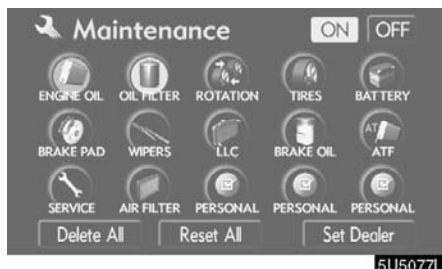 Maintenance ON OFF
ENGINE OIL OIL FILTER ROTATION TIRES BATTERY
BRAKE PAD WIPERS LLC BRAKE OIL ATF
SERVICE AIR FILTER PERSONAL PERSONAL PERSONAL
Delete All Reset All Set Dealer
5U5077L